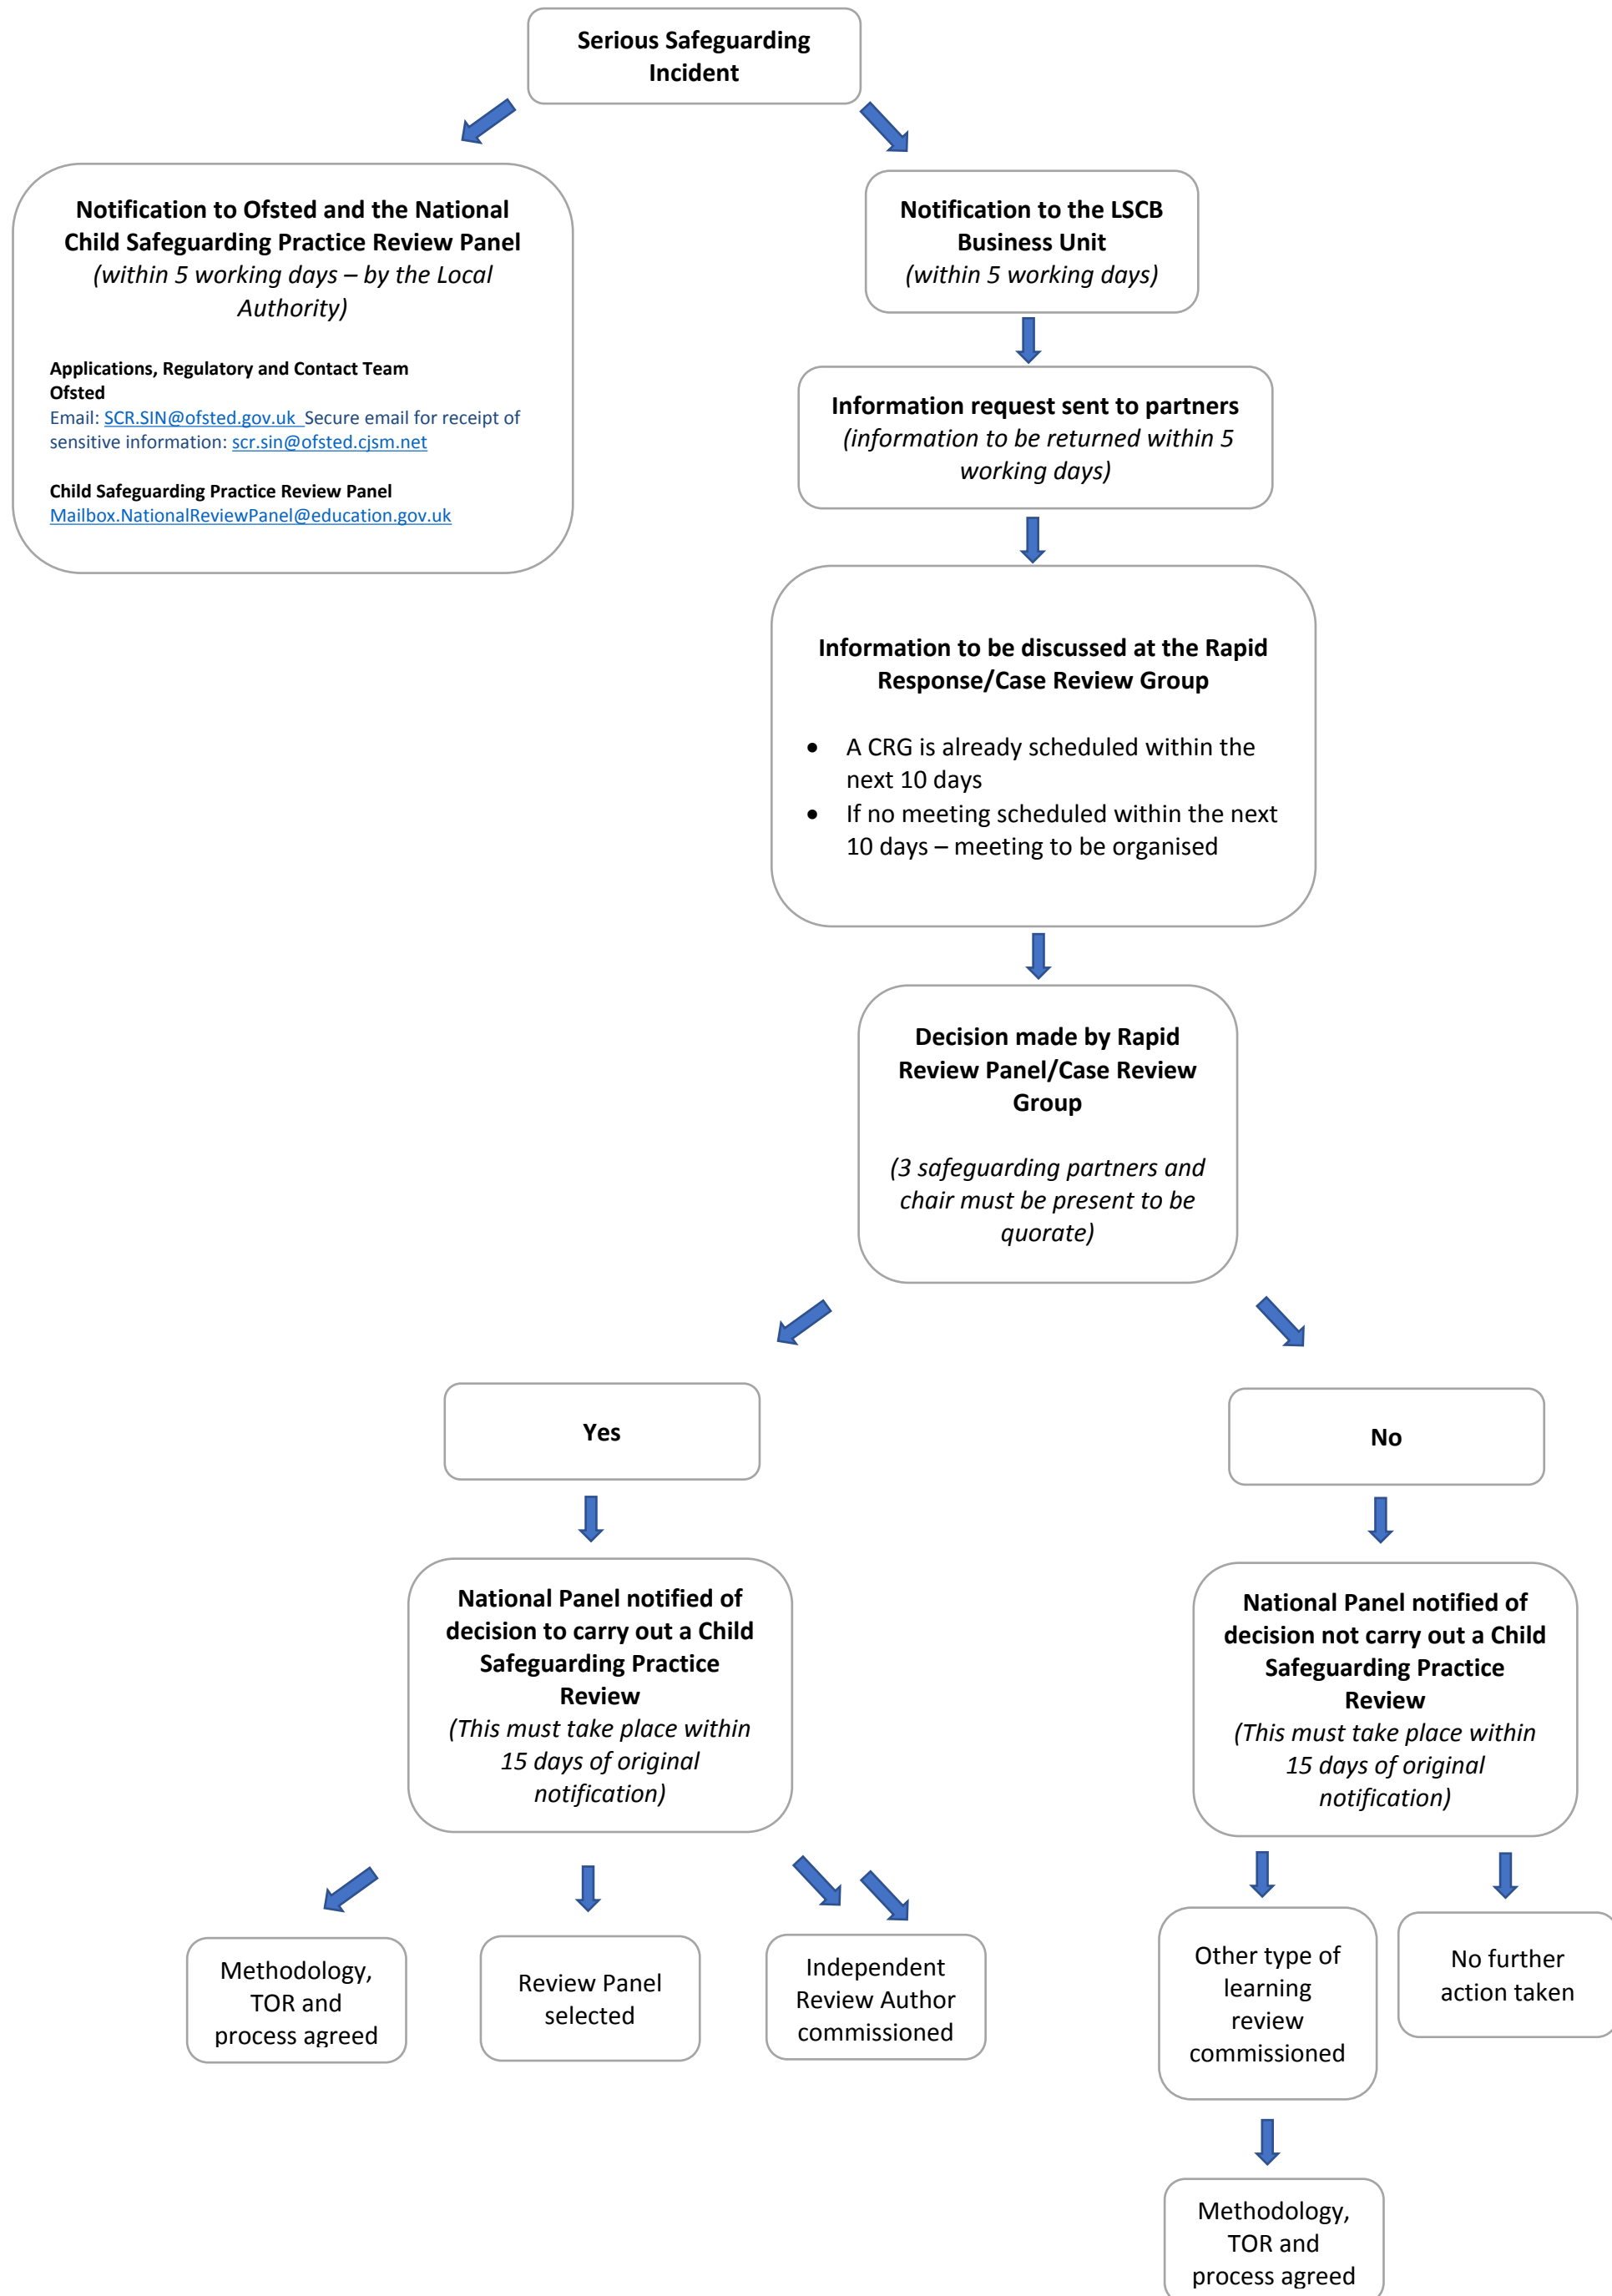 Serious Safeguarding
Incident
Notification to Ofsted and the National
Child Safeguarding Practice Review Panel
(within 5 working days – by the Local
Authority)
Applications, Regulatory and Contact Team
Ofsted
Email: SCR.SIN@ofsted.gov.uk Secure email for receipt of
sensitive information: scr.sin@ofsted.cjsm.net
Child Safeguarding Practice Review Panel
Mailbox.NationalReviewPanel@education.gov.uk
Notification to the LSCB
Business Unit
(within 5 working days)
Information request sent to partners
(information to be returned within 5
working days)
Information to be discussed at the Rapid
Response/Case Review Group
• A CRG is already scheduled within the
next 10 days
• If no meeting scheduled within the next
10 days – meeting to be organised
Decision made by Rapid
Review Panel/Case Review
Group
(3 safeguarding partners and
chair must be present to be
quorate)
Yes
No
National Panel notified of
decision to carry out a Child
Safeguarding Practice
Review
(This must take place within
15 days of original
notification)
National Panel notified of
decision not carry out a Child
Safeguarding Practice
Review
(This must take place within
15 days of original
notification)
Methodology,
TOR and
process agreed
Review Panel
selected
Independent
Review Author
commissioned
Other type of
learning
review
commissioned
No further
action taken
Methodology,
TOR and
process agreed